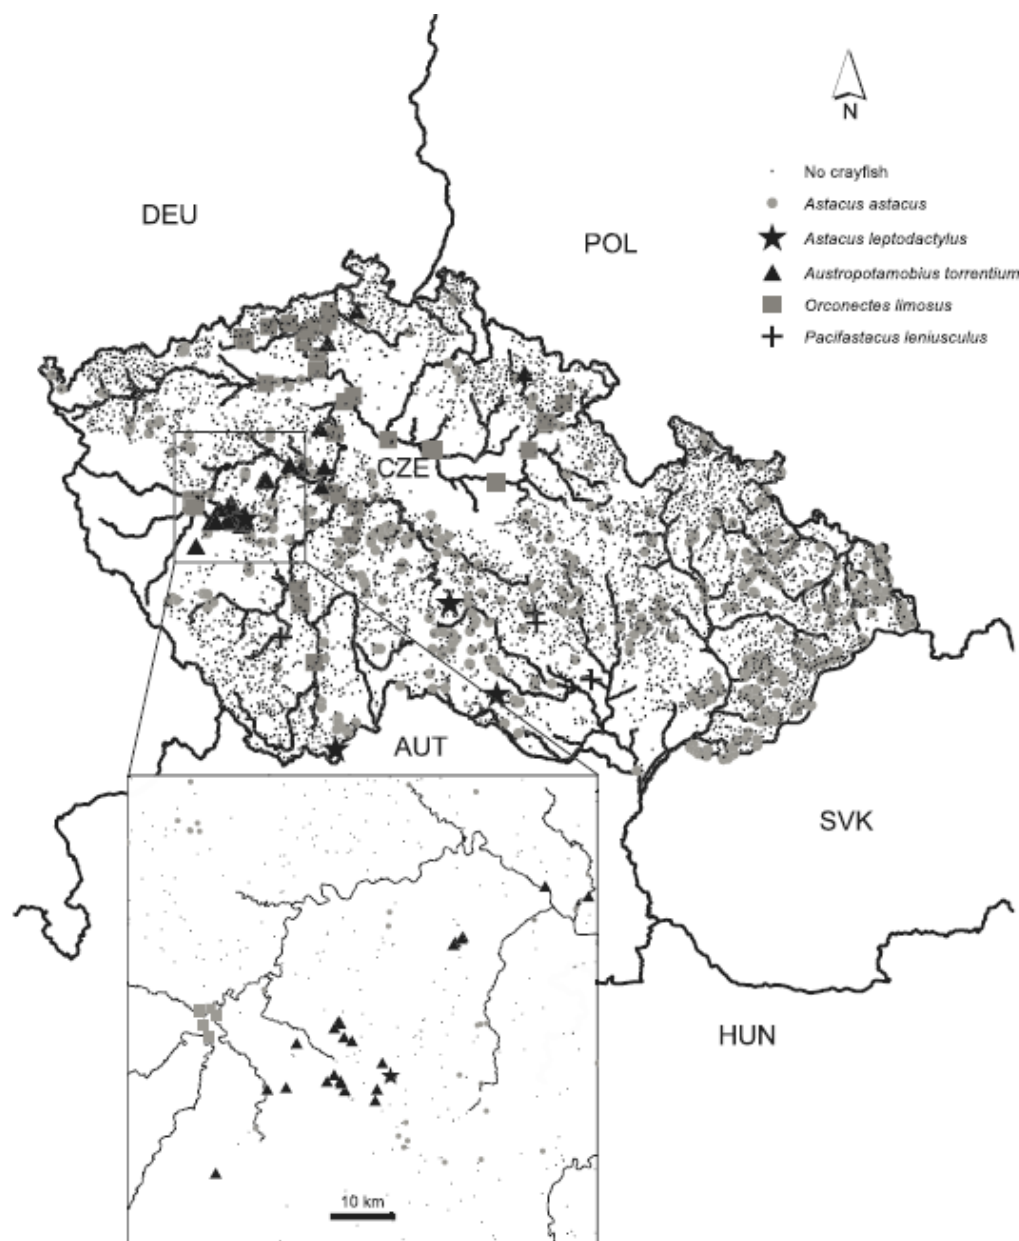 N
No crayfish
Astacus astacus
Astacus leptodactylus
Austropotamobius torrentium
Orconectes limosus
Pacifastacus leniusculus
DEU
POL
CZE
AUT
SVK
HUN
10 km